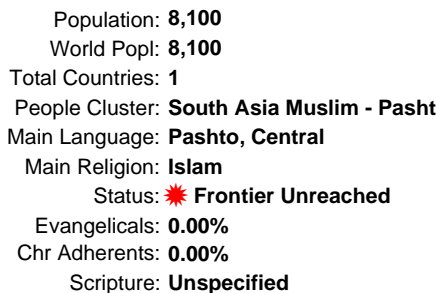 Population: 8,100
World Popl: 8,100
Total Countries: 1
People Cluster: South Asia Muslim - Pasht
Main Language: Pashto, Central
Main Religion: Islam
Status: Frontier Unreached
Evangelicals: 0.00%
Chr Adherents: 0.00%
Scripture: Unspecified